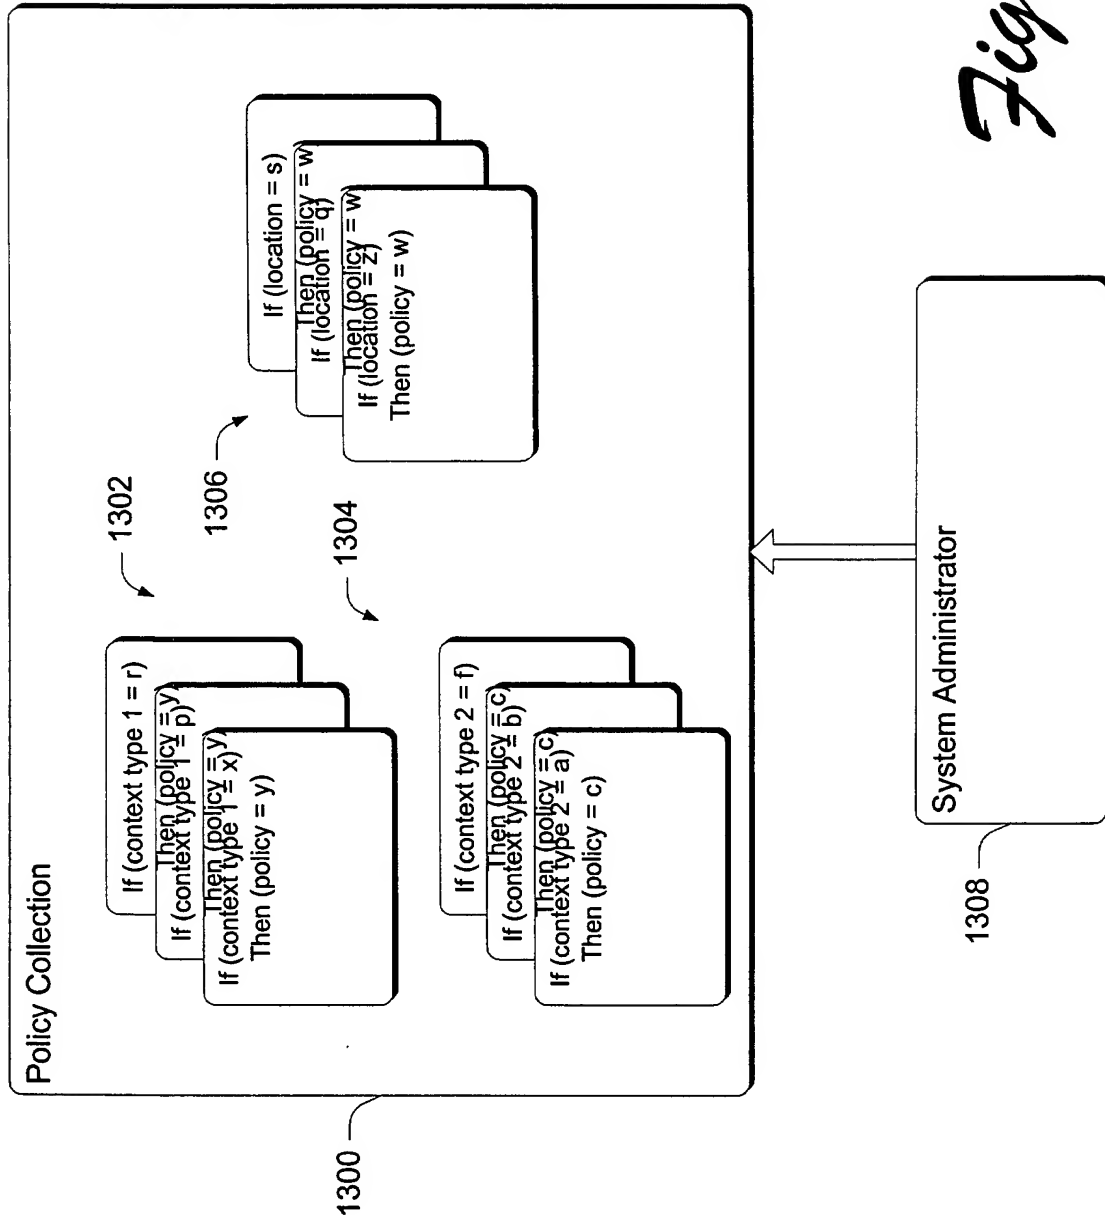 Policy Collection
1302
If (context type 1 = r)
Then (policy = y
If (context type 1 = p)
Then (policy = y
If (context type 1 = x)
Then (policy = y)
1306
If (location = s)
Then (policy = w
If (location = q)
Then (policy = w
If (location = z)
Then (policy = w)
1304
If (context type 2 = f)
Then (policy = c)
If (context type 2 = b)
Then (policy = c)
If (context type 2 = a)
Then (policy = c)
1300
System Administrator
1308
Fig